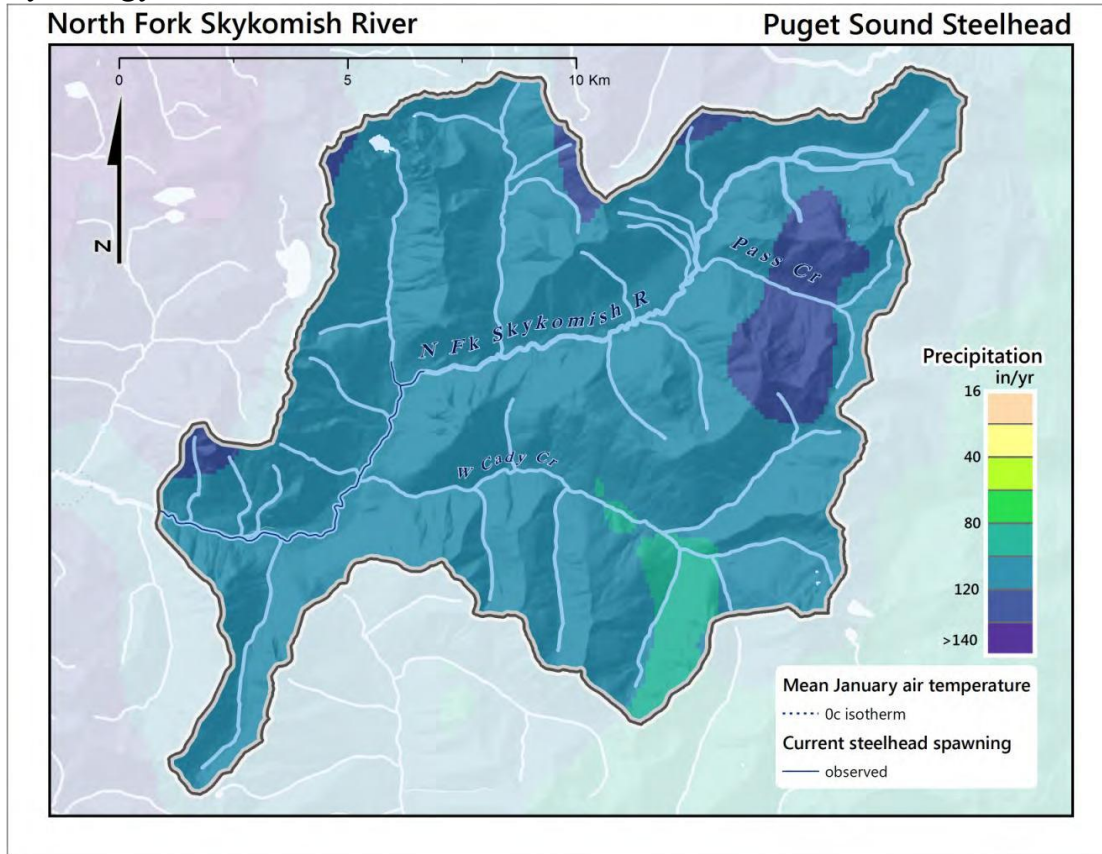 North Fork Skykomish River
Puget Sound Steelhead
0
5
10 Km
N
Pass Cr
N Fk Skykomish R
W Cady Cr
Precipitation
in/yr
16
40
80
120
>140
Mean January air temperature
0c isotherm
Current steelhead spawning
observed